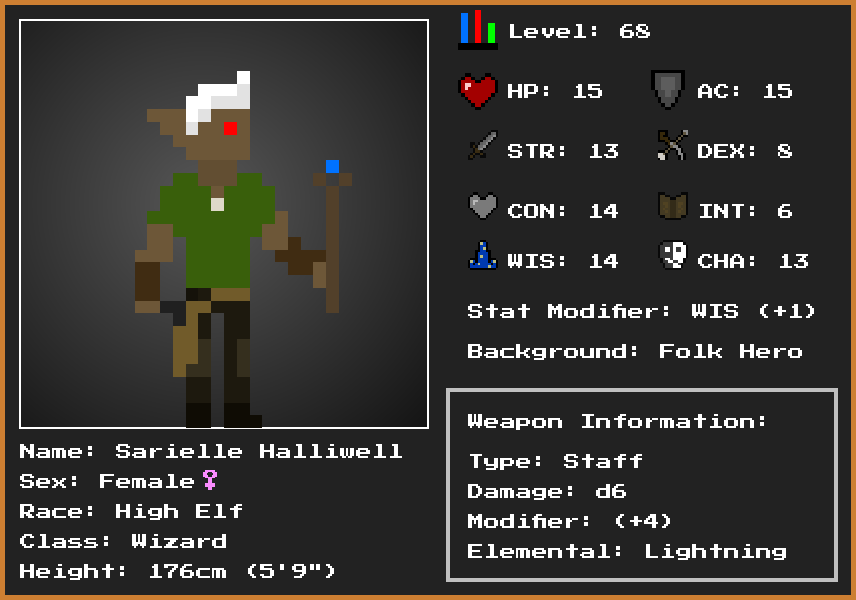 Level: 68
HP: 15 AC: 15
STR: 13 DEX: 8
CON: 14 INT: 6
WIS: 14 CHA: 13
Stat Modifier: WIS (+1)
Background: Folk Hero
Weapon Information:
Type: Staff
Damage: d6
Modifier: (+4)
Elemental: Lightning
Name: Sarielle Halliwell
Sex: Female♀
Race: High Elf
Class: Wizard
Height: 176cm (5'9")